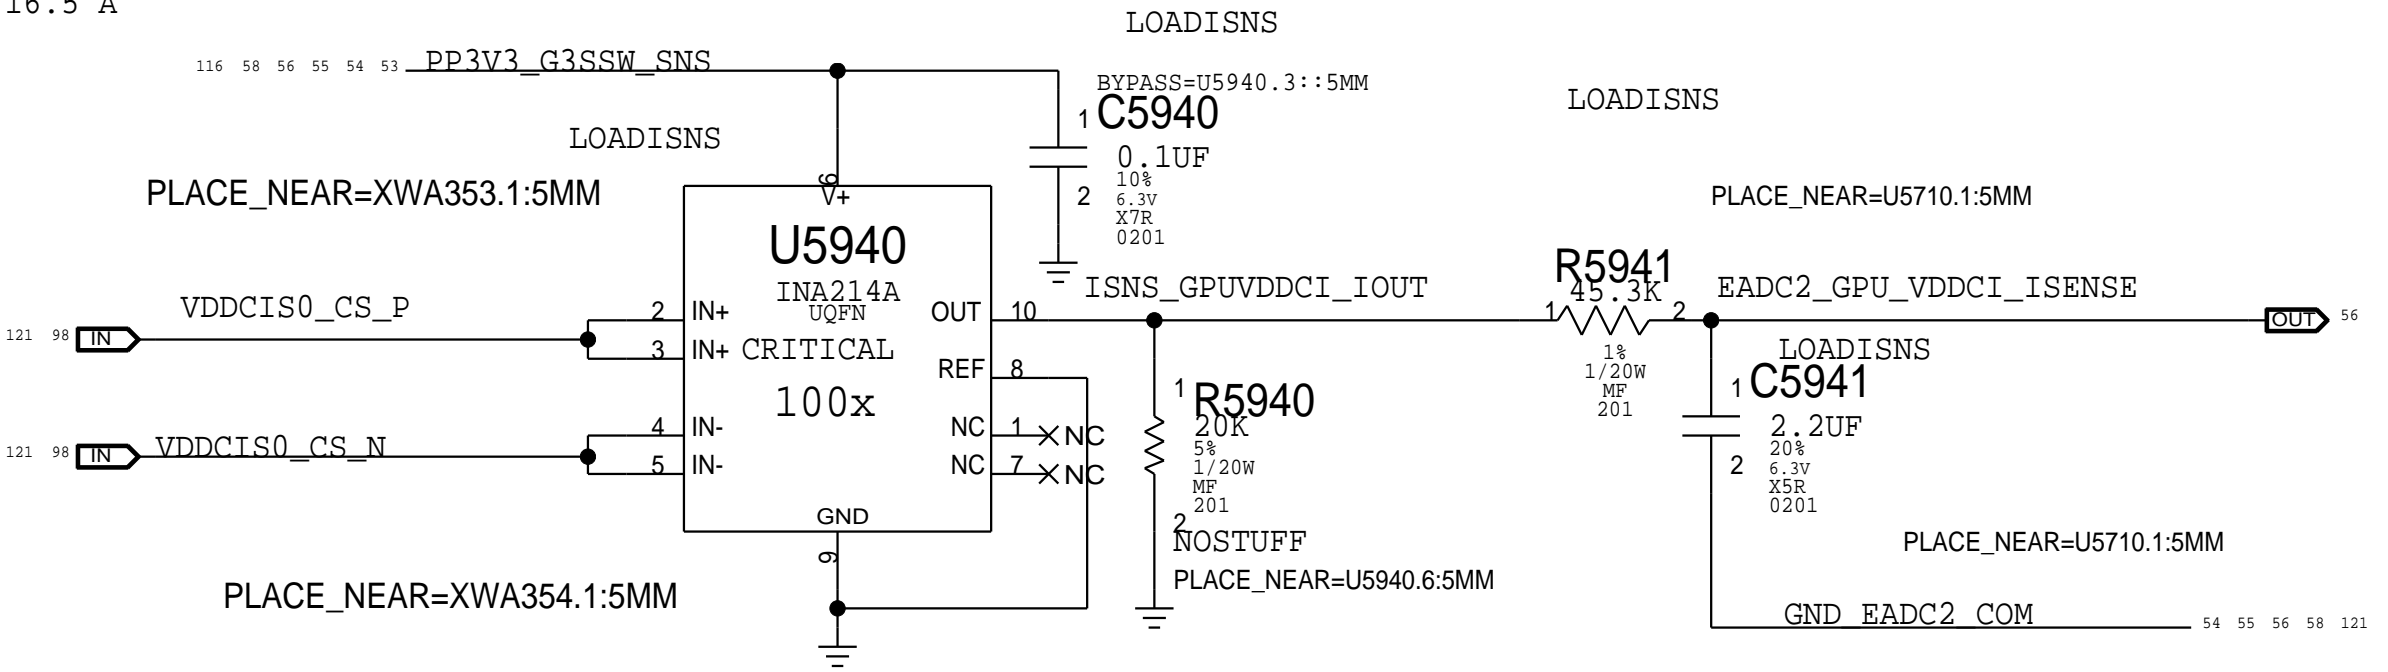 16.5 A
LOADISNS
116 58 56 55 54 53 PP3V3_G3SSW_SNS
BYPASS=U5940.3::5MM
LOADISNS
1 C5940
LOADISNS
0.1UF
10%
6.3V
X7R
0201
2
PLACE_NEAR=XWA353.1:5MM
6
V+
PLACE_NEAR=U5710.1:5MM
U5940
INA214A
UQFN
CRITICAL
100x
VDDCIS0_CS_P
121 98 IN
2 IN+
3 IN+
OUT 10
ISNS_GPUVDDCI_IOUT
R5941
45.3K
1 2
1%
1/20W
MF
201
EADC2_GPU_VDDCI_ISENSE
OUT 56
REF 8
LOADISNS
1 C5941
2.2UF
20%
6.3V
X5R
0201
2
1 R5940
20K
5%
1/20W
MF
201
2
NOSTUFF
PLACE_NEAR=U5940.6:5MM
VDDCIS0_CS_N
121 98 IN
4 IN-
5 IN-
NC 1 NC
NC 7 NC
GND
9
PLACE_NEAR=U5710.1:5MM
PLACE_NEAR=XWA354.1:5MM
GND_EADC2_COM 54 55 56 58 121